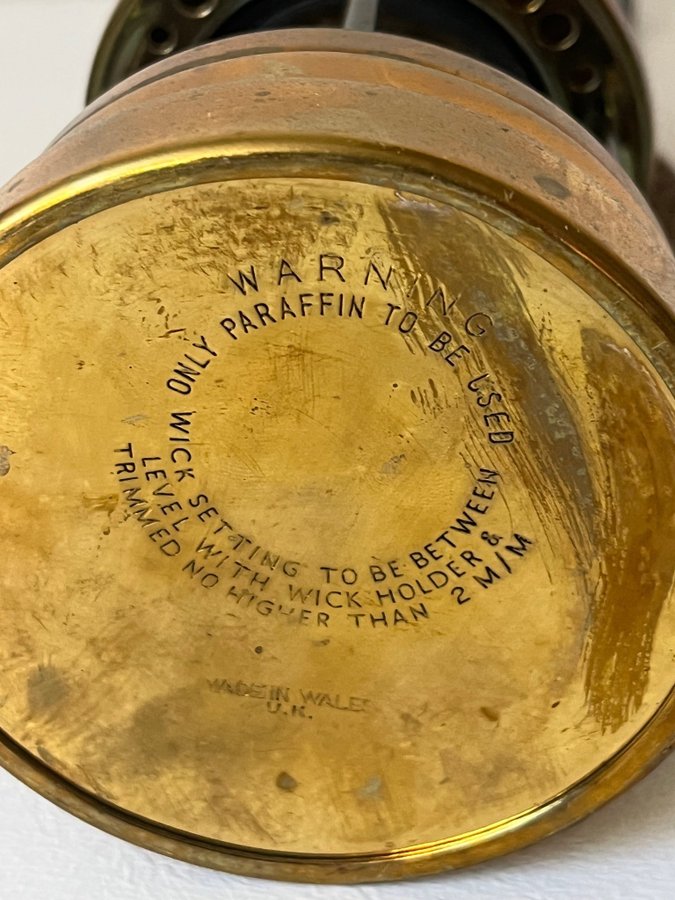 WARNING
ONLY PARAFFIN TO BE USED
WICK SETTING TO BE BETWEEN
LEVEL WITH WICK HOLDER &
TRIMMED NO HIGHER THAN 2 M/M
MADE IN WALES
U.K.